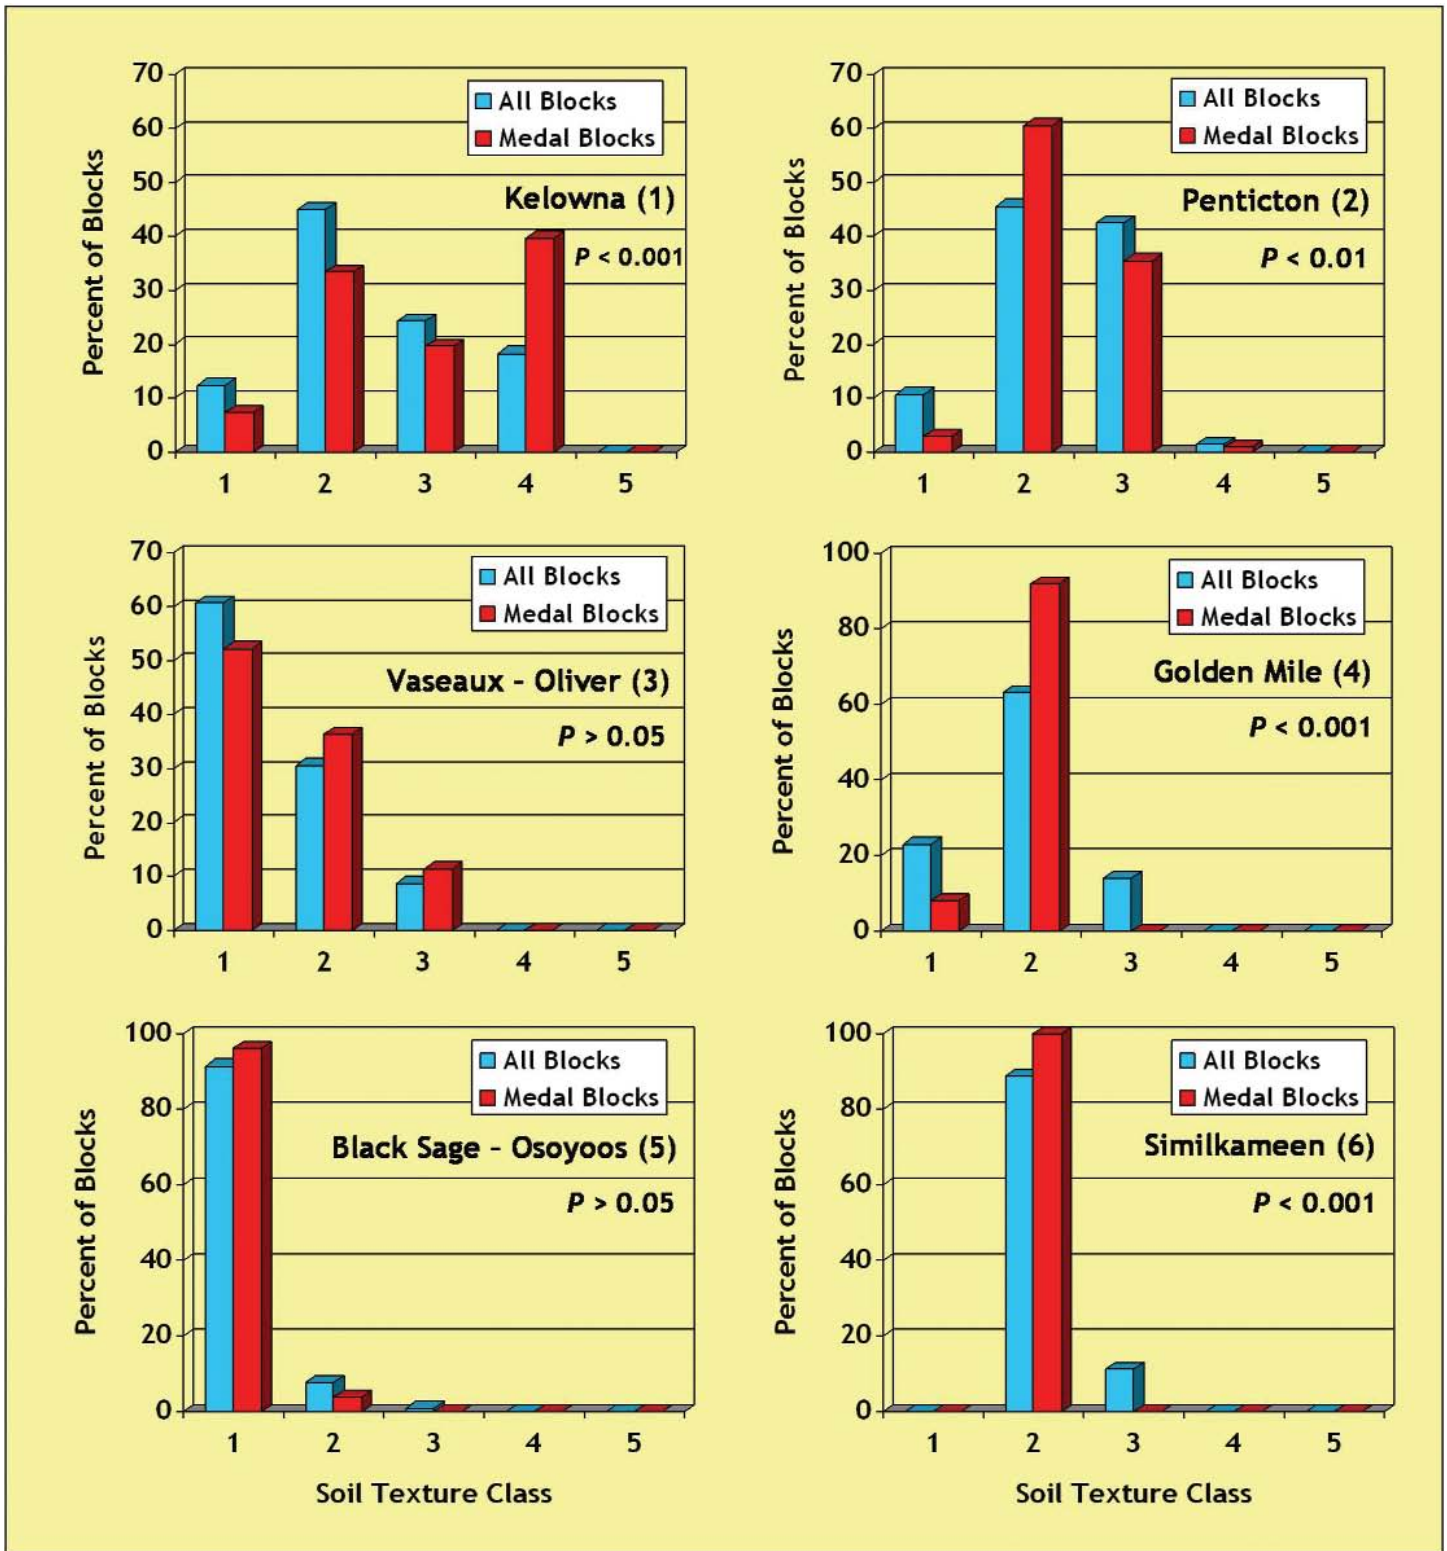 70
60
50
40
30
20
10
0
Percent of Blocks
All Blocks
Medal Blocks
Kelowna (1)
P < 0.001
1 2 3 4 5
70
60
50
40
30
20
10
0
Percent of Blocks
All Blocks
Medal Blocks
Penticton (2)
P < 0.01
1 2 3 4 5
70
60
50
40
30
20
10
0
Percent of Blocks
All Blocks
Medal Blocks
Vaseaux - Oliver (3)
P > 0.05
1 2 3 4 5
100
80
60
40
20
0
Percent of Blocks
All Blocks
Medal Blocks
Golden Mile (4)
P < 0.001
1 2 3 4 5
100
80
60
40
20
0
Percent of Blocks
All Blocks
Medal Blocks
Black Sage - Osoyoos (5)
P > 0.05
1 2 3 4 5
Soil Texture Class
100
80
60
40
20
0
Percent of Blocks
All Blocks
Medal Blocks
Similkameen (6)
P < 0.001
1 2 3 4 5
Soil Texture Class